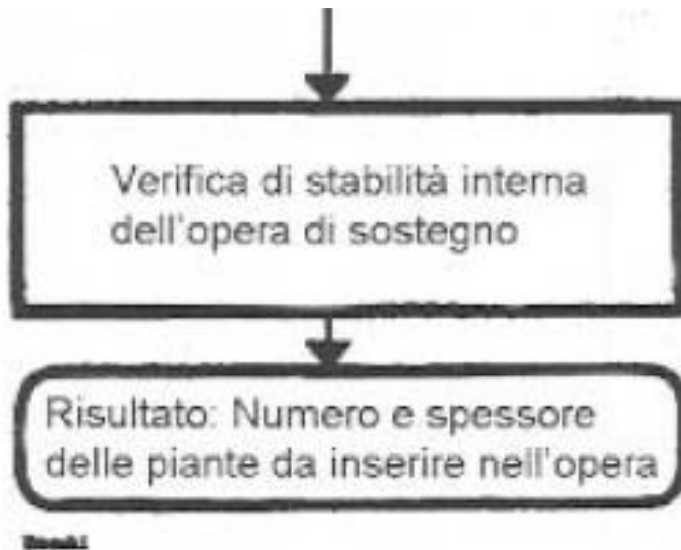 Verifica di stabilità interna
dell'opera di sostegno
Risultato: Numero e spessore
delle piante da inserire nell'opera